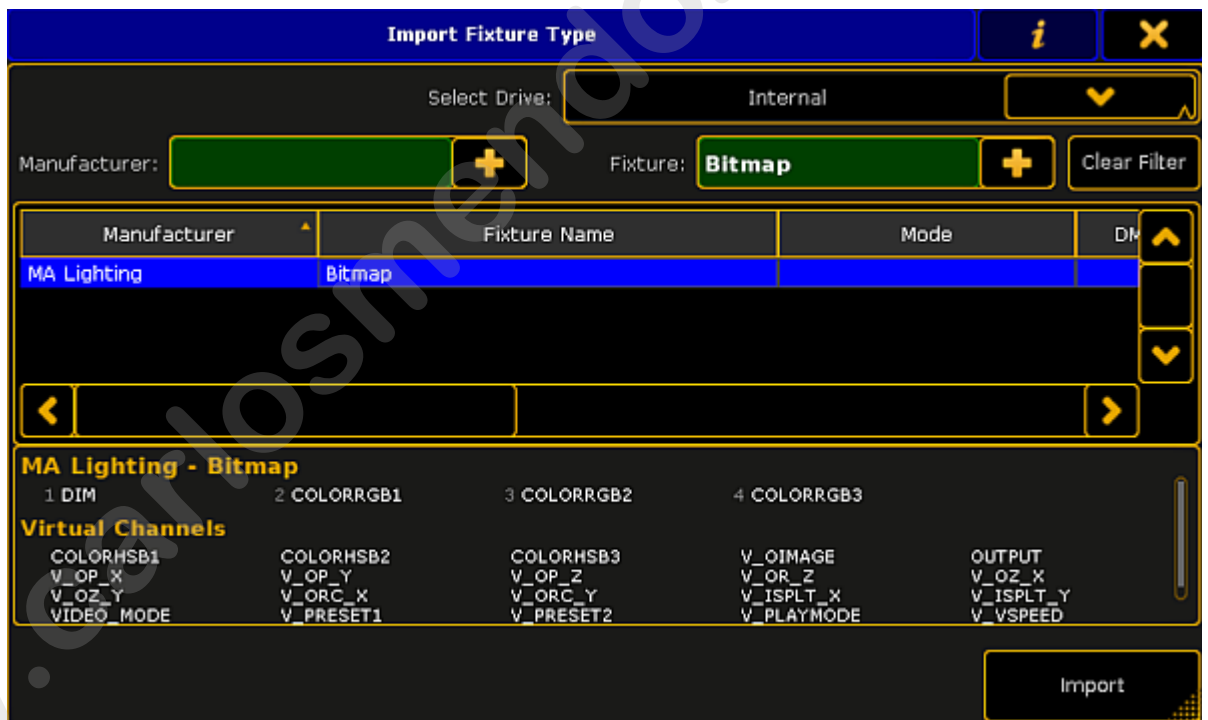 Import Fixture Type
Select Drive: Internal
Manufacturer: Fixture: Bitmap Clear Filter
Manufacturer Fixture Name Mode
MA Lighting Bitmap
MA Lighting - Bitmap
1 DIM 2 COLORRGB1 3 COLORRGB2 4 COLORRGB3
Virtual Channels
COLORHSB1 COLORHSB2 COLORHSB3 V_OIMAGE OUTPUT
V_OP_X V_OP_Y V_OP_Z V_OR_Z V_OZ_X
V_OZ_Y V_ORC_X V_ORC_Y V_ISPLT_X V_ISPLT_Y
VIDEO_MODE V_PRESET1 V_PRESET2 V_PLAYMODE V_VSPEED
Import
.carlosmendo